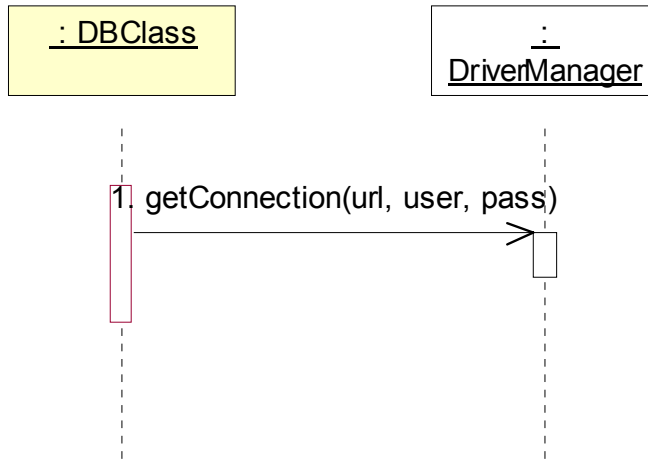 : DBClass
:
DriverManager
1. getConnection(url, user, pass)